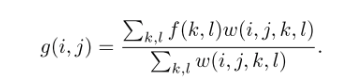 g(i, j) = \frac{\sum_{k,l} f(k, l)w(i, j, k, l)}{\sum_{k,l} w(i, j, k, l)}.